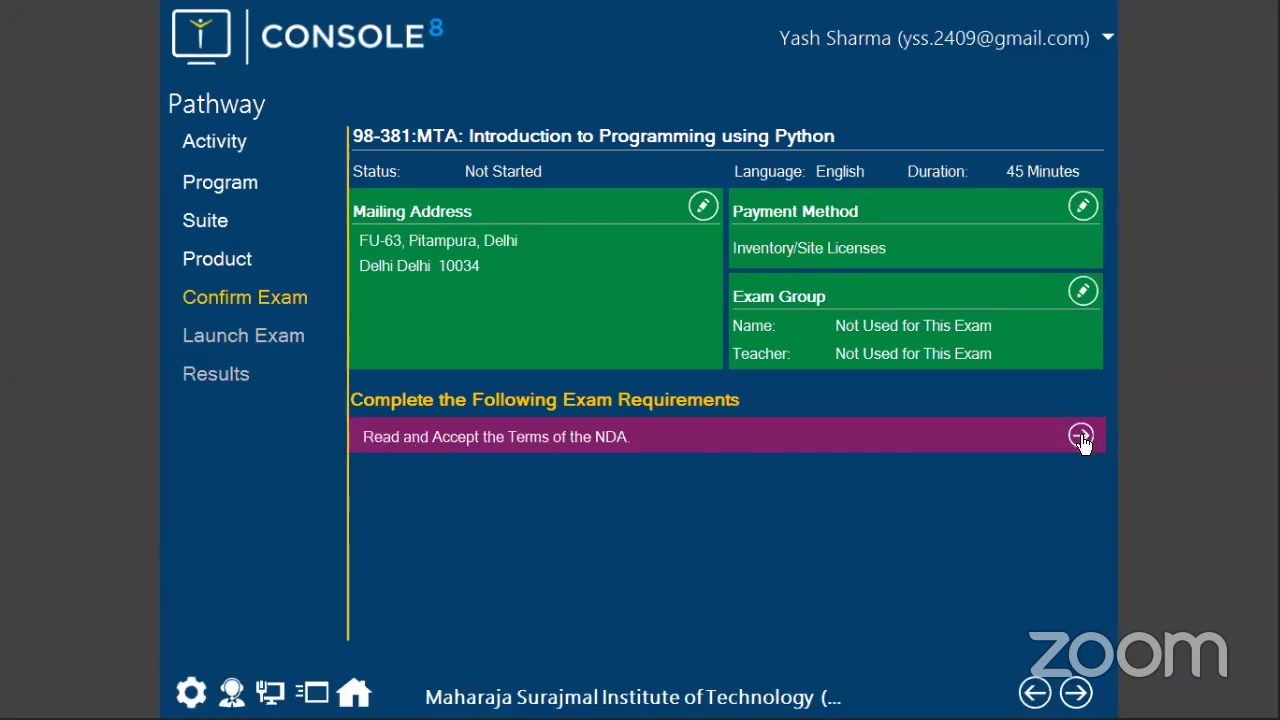 CONSOLE8
Yash Sharma (yss.2409@gmail.com)
Pathway
Activity
Program
Suite
Product
Confirm Exam
Launch Exam
Results
98-381:MTA: Introduction to Programming using Python
Status: Not Started Language: English Duration: 45 Minutes
Mailing Address
FU-63, Pitampura, Delhi
Delhi Delhi 10034
Payment Method
Inventory/Site Licenses
Exam Group
Name: Not Used for This Exam
Teacher: Not Used for This Exam
Complete the Following Exam Requirements
Read and Accept the Terms of the NDA.
Maharaja Surajmal Institute of Technology (...
zoom